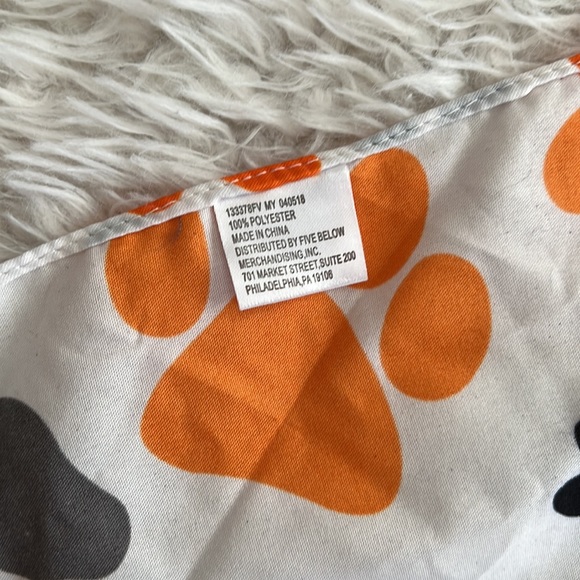 133378FV MY 040518
100% POLYESTER
MADE IN CHINA
DISTRIBUTED BY FIVE BELOW
MERCHANDISING,INC.
701 MARKET STREET,SUITE 200
PHILADELPHIA,PA 19106